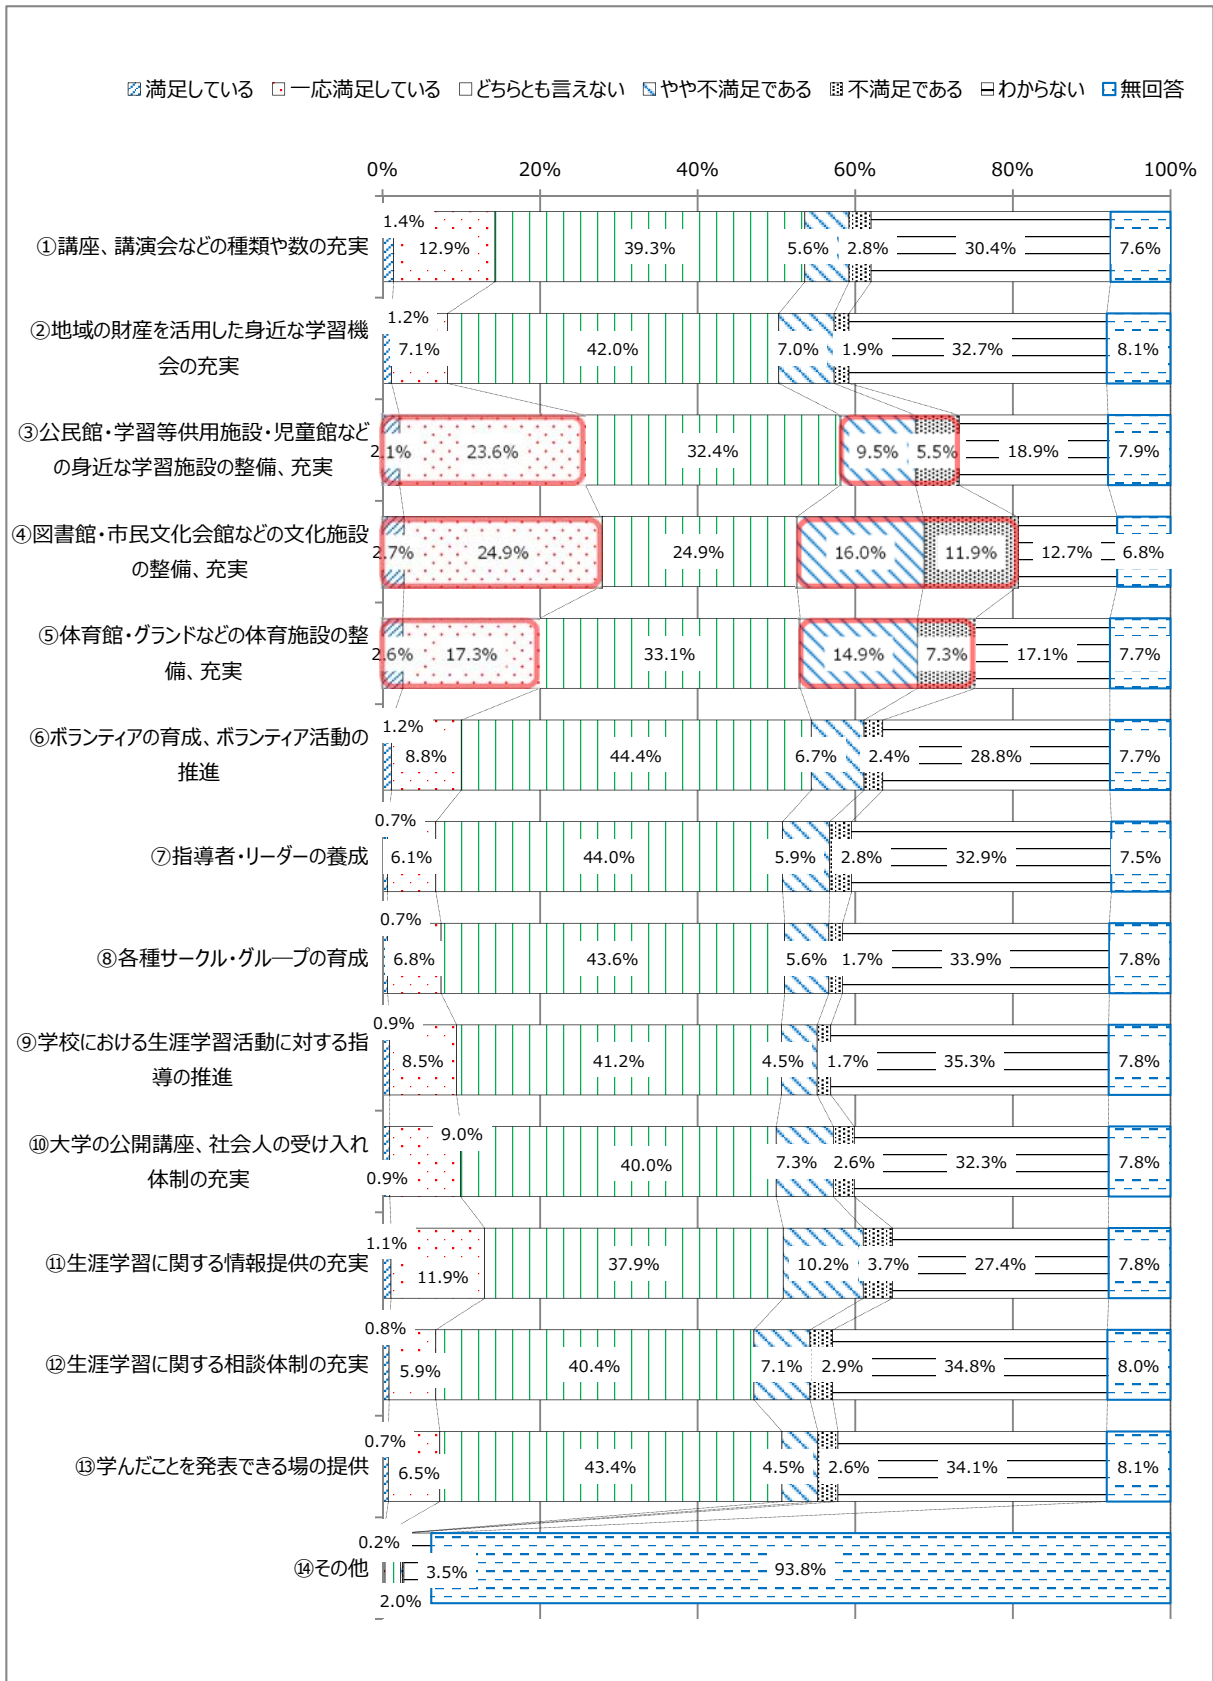 満足している 一応満足している どちらとも言えない やや不満足である 不満足である わからない 無回答
0% 20% 40% 60% 80% 100%
1.4%
①講座、講演会などの種類や数の充実 12.9% 39.3% 5.6% 2.8% 30.4% 7.6%
1.2%
②地域の財産を活用した身近な学習機
会の充実
7.1% 42.0% 7.0% 1.9% 32.7% 8.1%
③公民館・学習等供用施設・児童館など
の身近な学習施設の整備、充実
2.1% 23.6% 32.4% 9.5% 5.5% 18.9% 7.9%
④図書館・市民文化会館などの文化施設
の整備、充実
2.7% 24.9% 24.9% 16.0% 11.9% 12.7% 6.8%
⑤体育館・グランドなどの体育施設の整
備、充実
2.6% 17.3% 33.1% 14.9% 7.3% 17.1% 7.7%
1.2%
⑥ボランティアの育成、ボランティア活動の
推進
8.8% 44.4% 6.7% 2.4% 28.8% 7.7%
0.7%
⑦指導者・リーダーの養成 6.1% 44.0% 5.9% 2.8% 32.9% 7.5%
0.7%
⑧各種サークル・グループの育成 6.8% 43.6% 5.6% 1.7% 33.9% 7.8%
0.9%
⑨学校における生涯学習活動に対する指
導の推進
8.5% 41.2% 4.5% 1.7% 35.3% 7.8%
9.0%
⑩大学の公開講座、社会人の受け入れ
体制の充実
0.9% 40.0% 7.3% 2.6% 32.3% 7.8%
1.1%
⑪生涯学習に関する情報提供の充実 11.9% 37.9% 10.2% 3.7% 27.4% 7.8%
0.8%
⑫生涯学習に関する相談体制の充実 5.9% 40.4% 7.1% 2.9% 34.8% 8.0%
0.7%
⑬学んだことを発表できる場の提供 6.5% 43.4% 4.5% 2.6% 34.1% 8.1%
0.2%
⑭その他 3.5% 93.8%
2.0%